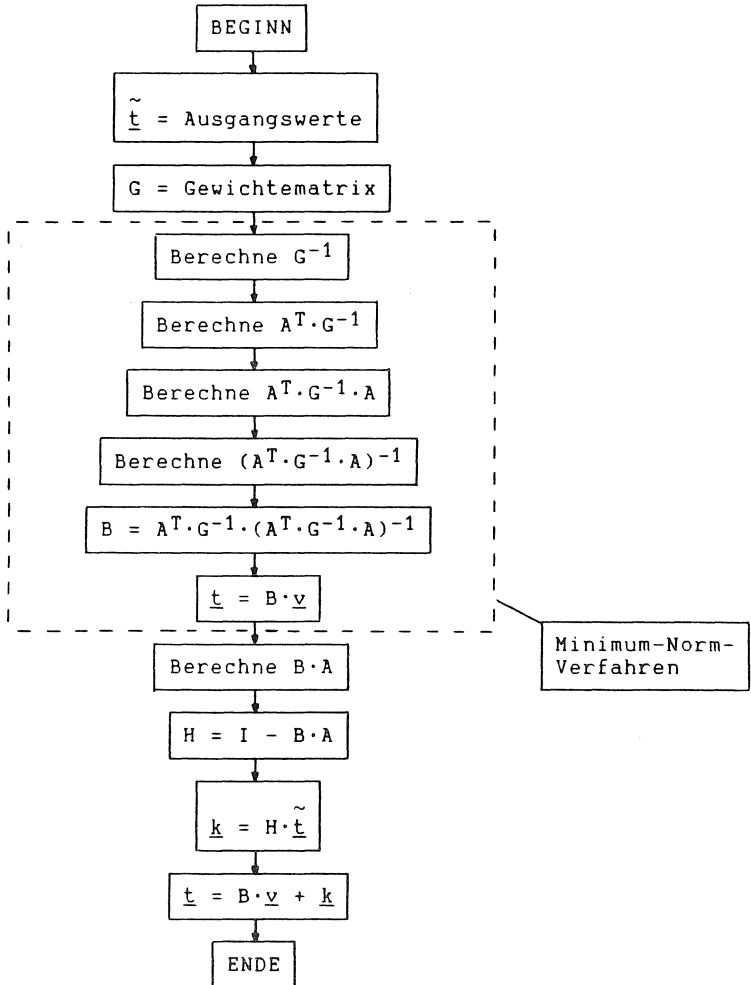 BEGINN
t̲̃ = Ausgangswerte
G = Gewichtematrix
Berechne G⁻¹
Berechne Aᵀ·G⁻¹
Berechne Aᵀ·G⁻¹·A
Berechne (Aᵀ·G⁻¹·A)⁻¹
B = Aᵀ·G⁻¹·(Aᵀ·G⁻¹·A)⁻¹
t̲ = B·v̲
Minimum-Norm-
Verfahren
Berechne B·A
H = I - B·A
k̲ = H·t̲̃
t̲ = B·v̲ + k̲
ENDE